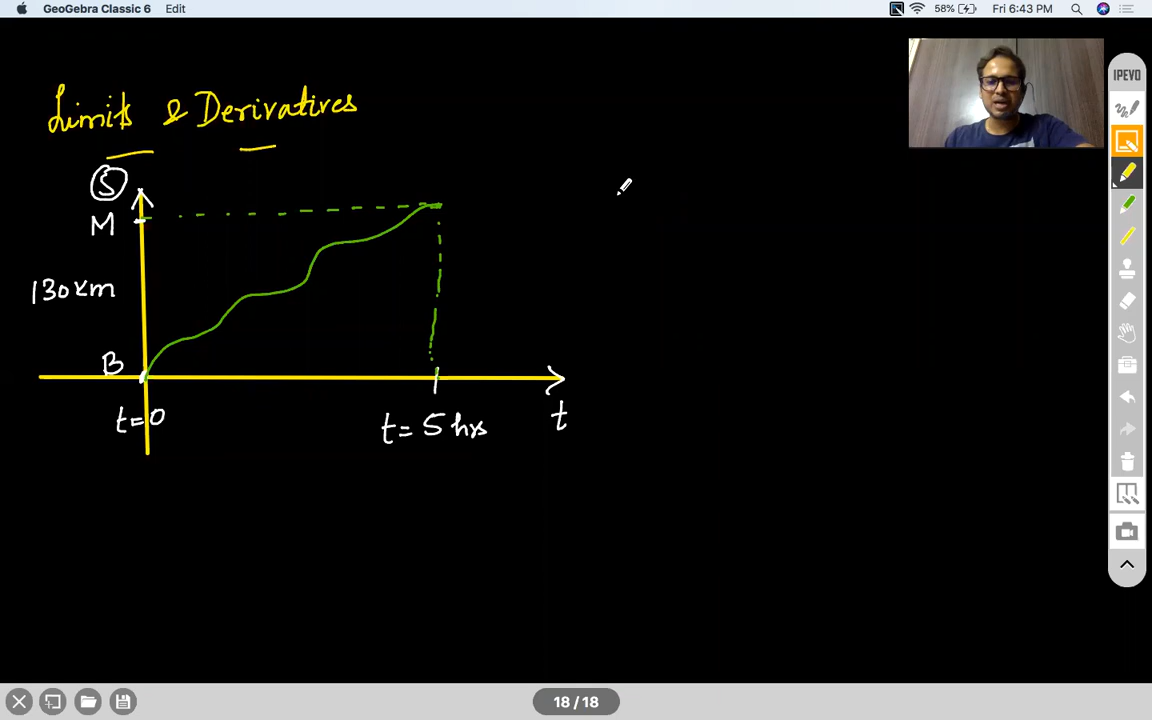 GeoGebra Classic 6 Edit 58% Fri 6:43 PM
IPEVO
Limits & Derivatives
S
M
130 km
B
t=0
t= 5 hrs
t
18 / 18